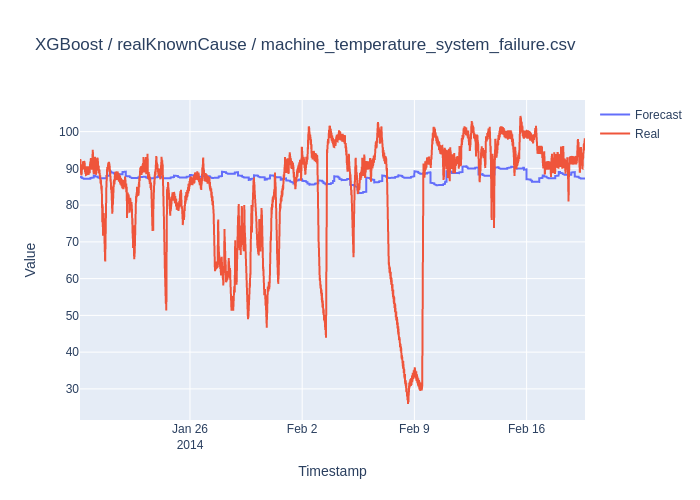 XGBoost / realKnownCause / machine_temperature_system_failure.csv
Forecast
Real
100
90
80
70
60
50
40
30
Value
Jan 26
2014
Feb 2
Feb 9
Feb 16
Timestamp